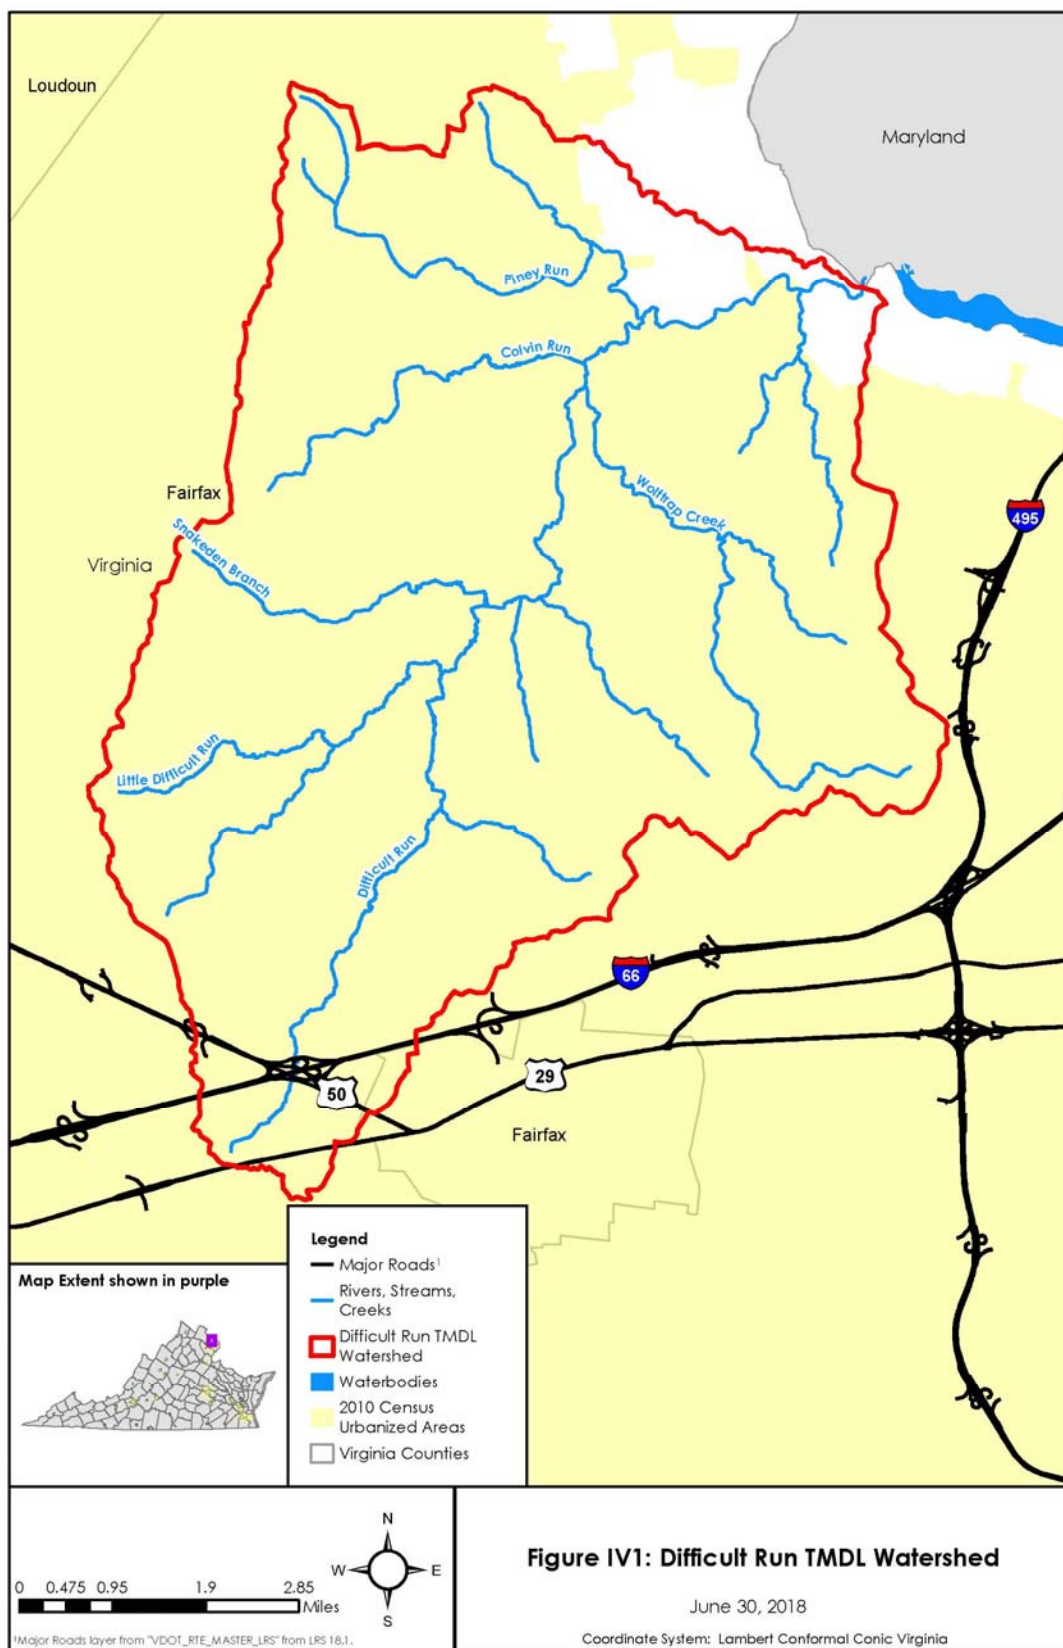 Loudoun
Maryland
Piney Run
Colvin Run
Fairfax
Wolftrap Creek
495
Snakeden Branch
Virginia
Little Difficult Run
Difficult Run
66
50
29
Fairfax
Legend
Major Roads¹
Rivers, Streams,
Creeks
Difficult Run TMDL
Watershed
Waterbodies
2010 Census
Urbanized Areas
Virginia Counties
Map Extent shown in purple
N
W
E
S
0 0.475 0.95 1.9 2.85
Miles
¹Major Roads layer from "VDOT_RTE_MASTER_LRS" from LRS 18.1.
Figure IV1: Difficult Run TMDL Watershed
June 30, 2018
Coordinate System: Lambert Conformal Conic Virginia